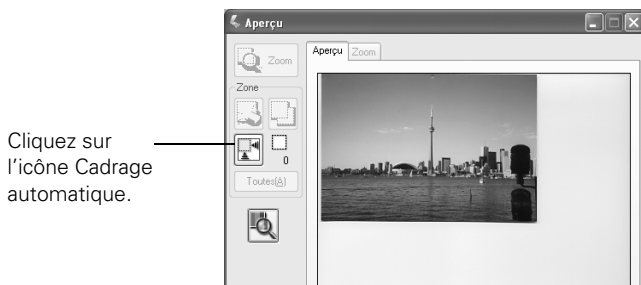 Aperçu
Aperçu Zoom
Zoom
Zone
0
Toutes(A)
Cliquez sur
l'icône Cadrage
automatique.